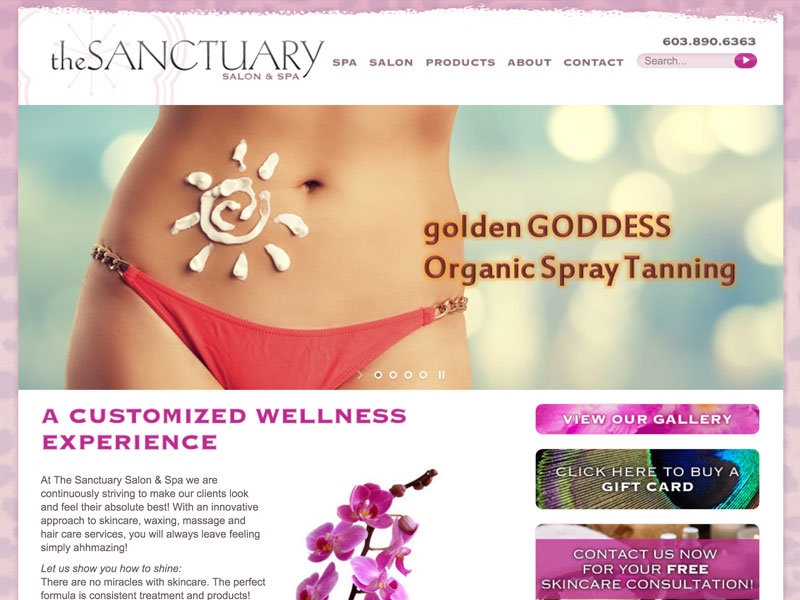 theSANCTUARY
SALON & SPA
SPA SALON PRODUCTS ABOUT CONTACT
603.890.6363
Search...
golden GODDESS
Organic Spray Tanning
A CUSTOMIZED WELLNESS
EXPERIENCE
At The Sanctuary Salon & Spa we are
continuously striving to make our clients look
and feel their absolute best! With an innovative
approach to skincare, waxing, massage and
hair care services, you will always leave feeling
simply ahhmazing!
Let us show you how to shine:
There are no miracles with skincare. The perfect
formula is consistent treatment and products!
VIEW OUR GALLERY
CLICK HERE TO BUY A
GIFT CARD
CONTACT US NOW
FOR YOUR FREE
SKINCARE CONSULTATION!